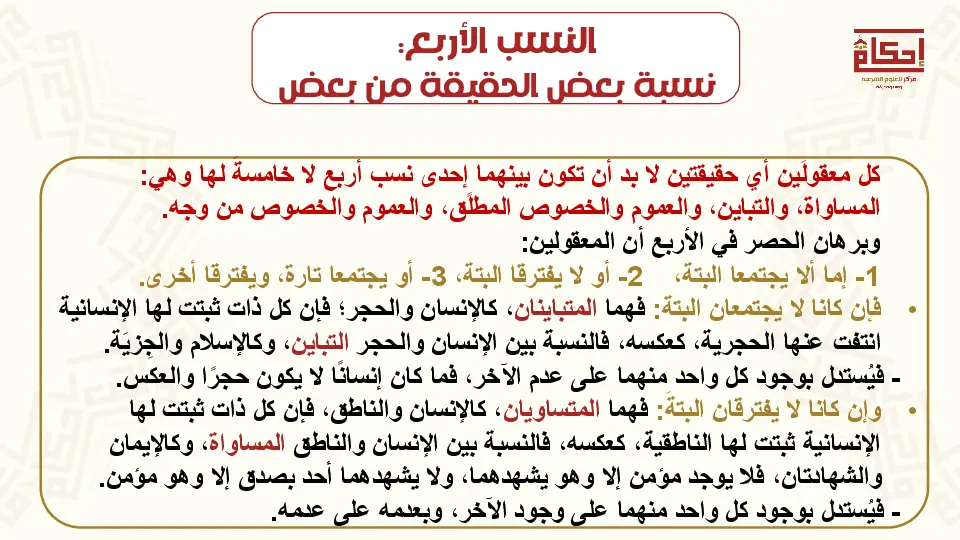 النسب الأربع:
نسبة بعض الحقيقة من بعض
إحكام
مركز للعلوم الشرعية
كل معقولَين أي حقيقتين لا بد أن تكون بينهما إحدى نسب أربع لا خامسةَ لها وهي:
المساواة، والتباين، والعموم والخصوص المطلَق، والعموم والخصوص من وجه.
وبرهان الحصر في الأربع أن المعقولين:
1- إما ألا يجتمعا البتة، 2- أو لا يفترقا البتة، 3- أو يجتمعا تارة، ويفترقا أخرى.
• فإن كانا لا يجتمعان البتة: فهما المتباينان، كالإنسان والحجر؛ فإن كل ذات ثبتت لها الإنسانية
انتفت عنها الحجرية، كعكسه، فالنسبة بين الإنسان والحجر التباين، وكالإسلام والجِزيَة.
- فيُستدل بوجود كل واحد منهما على عدم الآخر، فما كان إنسانًا لا يكون حجرًا والعكس.
• وإن كانا لا يفترقان البتةَ: فهما المتساويان، كالإنسان والناطق، فإن كل ذات ثبتت لها
الإنسانية ثبتت لها الناطقية، كعكسه، فالنسبة بين الإنسان والناطق المساواة، وكالإيمان
والشهادتان، فلا يوجد مؤمن إلا وهو يشهدهما، ولا يشهدهما أحد بصدق إلا وهو مؤمن.
- فيُستدل بوجود كل واحد منهما على وجود الآخر، وبعدمه على عدمه.